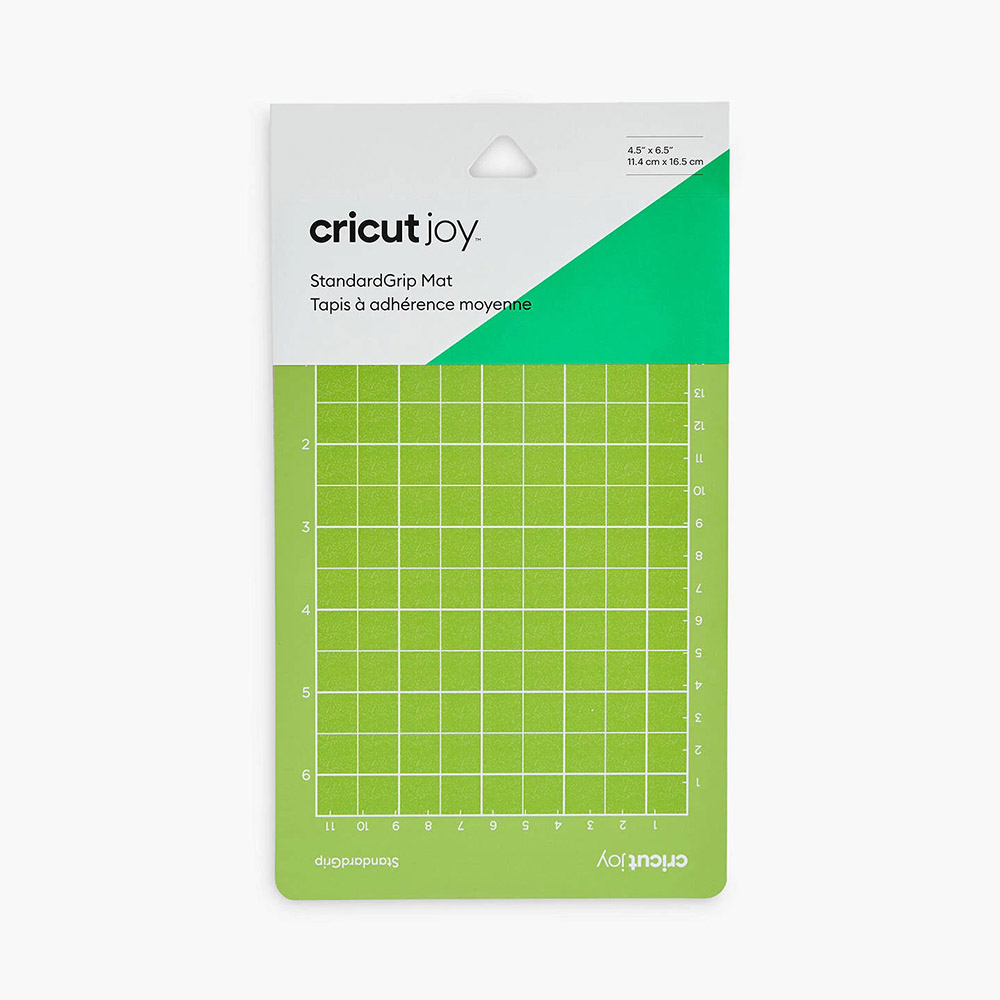 4.5" x 6.5"
11.4 cm x 16.5 cm
cricut joy™
StandardGrip Mat
Tapis à adhérence moyenne
13
12
2
11
10
3
9
8
7
4
6
5
5
4
3
2
6
1
11 10 9 8 7 6 5 4 3 2 1
StandardGrip
cricut joy